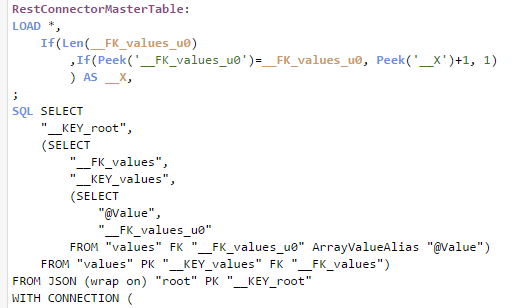 RestConnectorMasterTable:
LOAD *,
If(Len(__FK_values_u0)
,If(Peek('__FK_values_u0')=__FK_values_u0, Peek('__X')+1, 1)
) AS __X,
;
SQL SELECT
"__KEY_root",
(SELECT
"__FK_values",
"__KEY_values",
(SELECT
"@Value",
"__FK_values_u0"
FROM "values" FK "__FK_values_u0" ArrayValueAlias "@Value")
FROM "values" PK "__KEY_values" FK "__FK_values")
FROM JSON (wrap on) "root" PK "__KEY_root"
WITH CONNECTION (